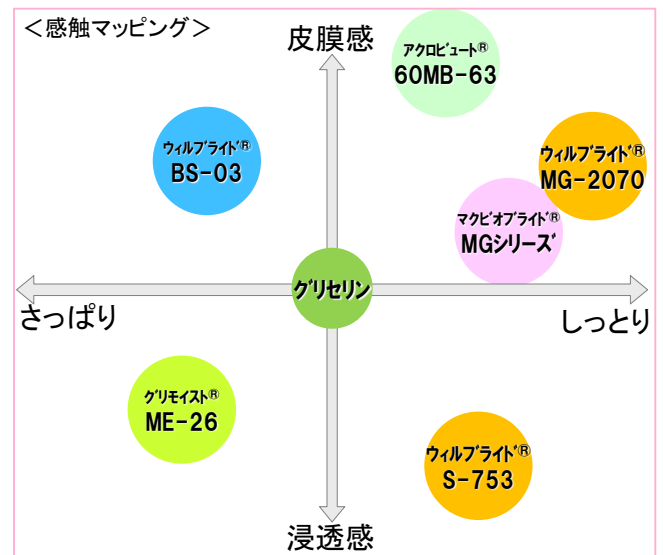 ＜感触マッピング＞
皮膜感
アクロビュート®
60MB-63
ウィルブライド®
BS-03
ウィルブライド®
MG-2070
マクビオブライド®
MGシリーズ
グリセリン
さっぱり
しっとり
グリモイスト®
ME-26
ウィルブライド®
S-753
浸透感